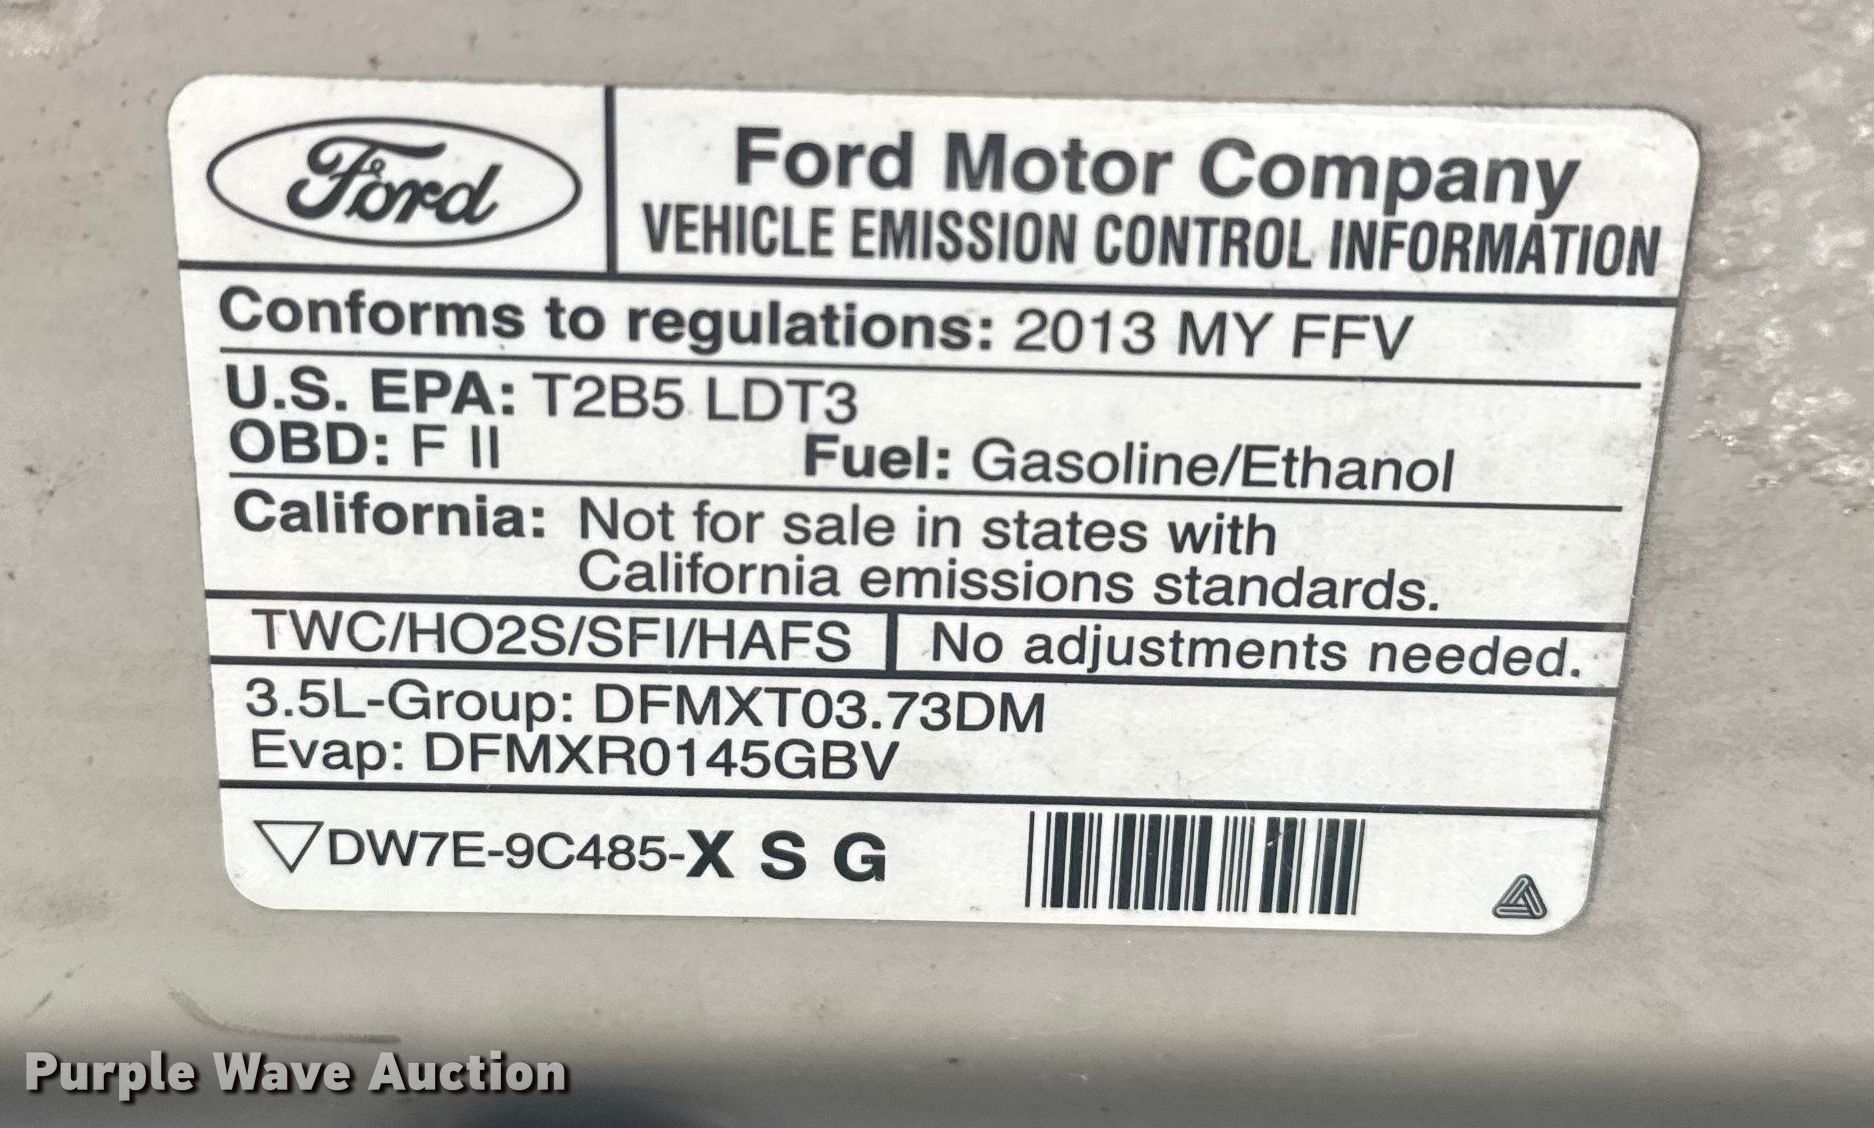 Ford
Ford Motor Company
VEHICLE EMISSION CONTROL INFORMATION
Conforms to regulations: 2013 MY FFV
U.S. EPA: T2B5 LDT3
OBD: F II Fuel: Gasoline/Ethanol
California: Not for sale in states with
California emissions standards.
TWC/HO2S/SFI/HAFS No adjustments needed.
3.5L-Group: DFMXT03.73DM
Evap: DFMXR0145GBV
DW7E-9C485-X S G
Purple Wave Auction